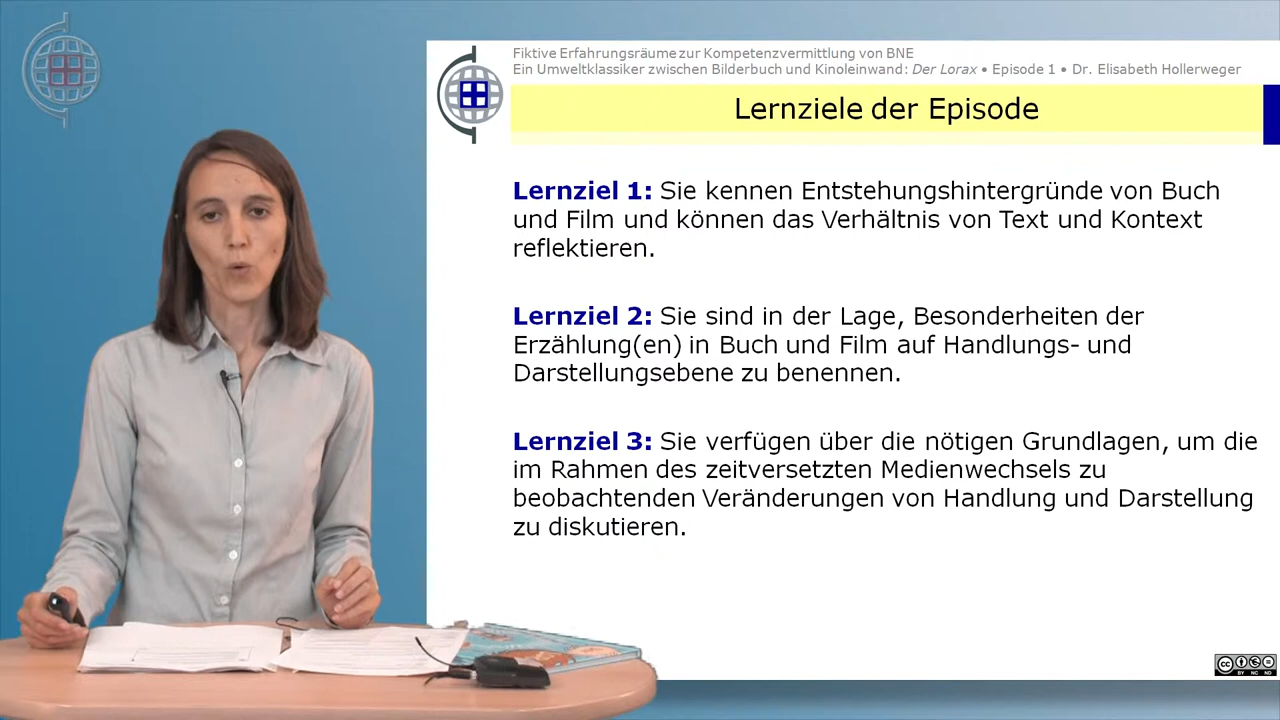 Fiktive Erfahrungsräume zur Kompetenzvermittlung von BNE
Ein Umweltklassiker zwischen Bilderbuch und Kinoleinwand: Der Lorax • Episode 1 • Dr. Elisabeth Hollerweger
Lernziele der Episode
Lernziel 1: Sie kennen Entstehungshintergründe von Buch
und Film und können das Verhältnis von Text und Kontext
reflektieren.
Lernziel 2: Sie sind in der Lage, Besonderheiten der
Erzählung(en) in Buch und Film auf Handlungs- und
Darstellungsebene zu benennen.
Lernziel 3: Sie verfügen über die nötigen Grundlagen, um die
im Rahmen des zeitversetzten Medienwechsels zu
beobachtenden Veränderungen von Handlung und Darstellung
zu diskutieren.
cc
BY NC ND